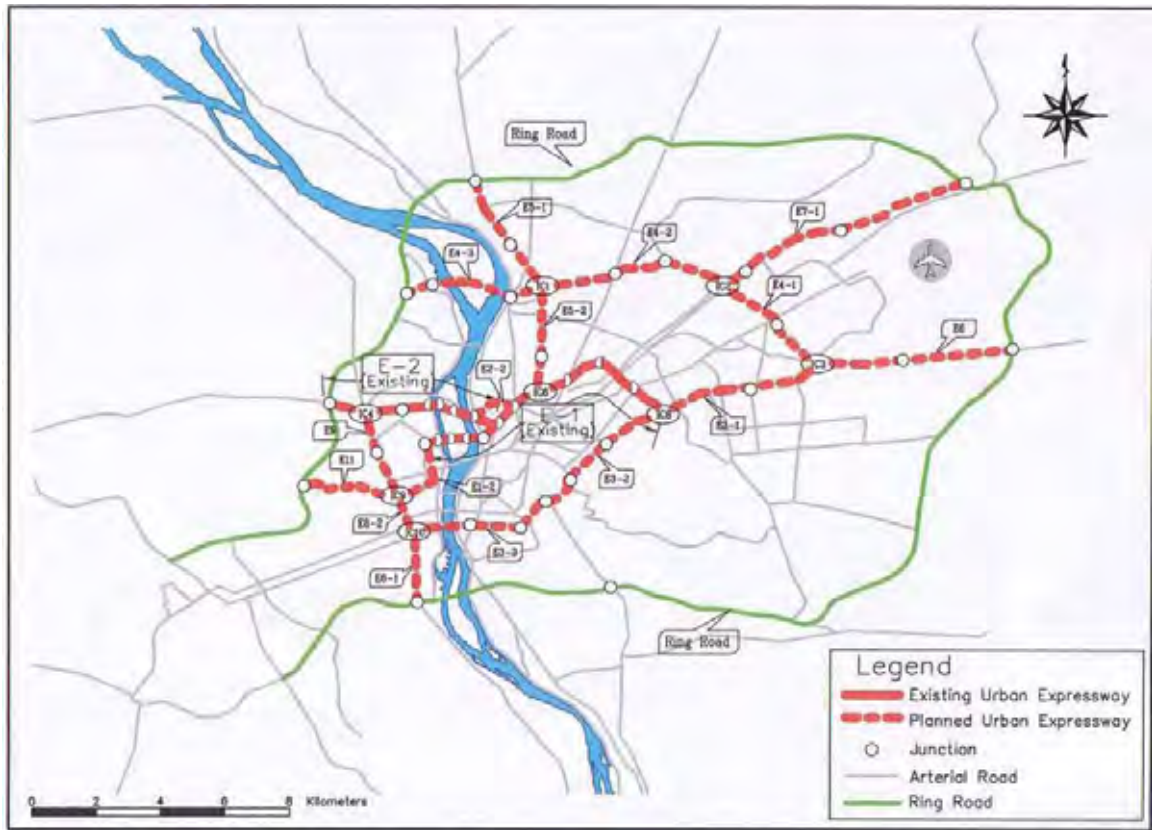 Ring Road
E5-1
E7-1
E4-2
E4-3
E4-1
E5-2
E6
E2-2
E-2
(Existing)
E-1
(Existing)
E2-1
E11
E3-2
E1-2
E3-3
E8-2
E6-1
Ring Road
Legend
Existing Urban Expressway
Planned Urban Expressway
Junction
Arterial Road
Ring Road
0 2 4 6 8 Kilometers